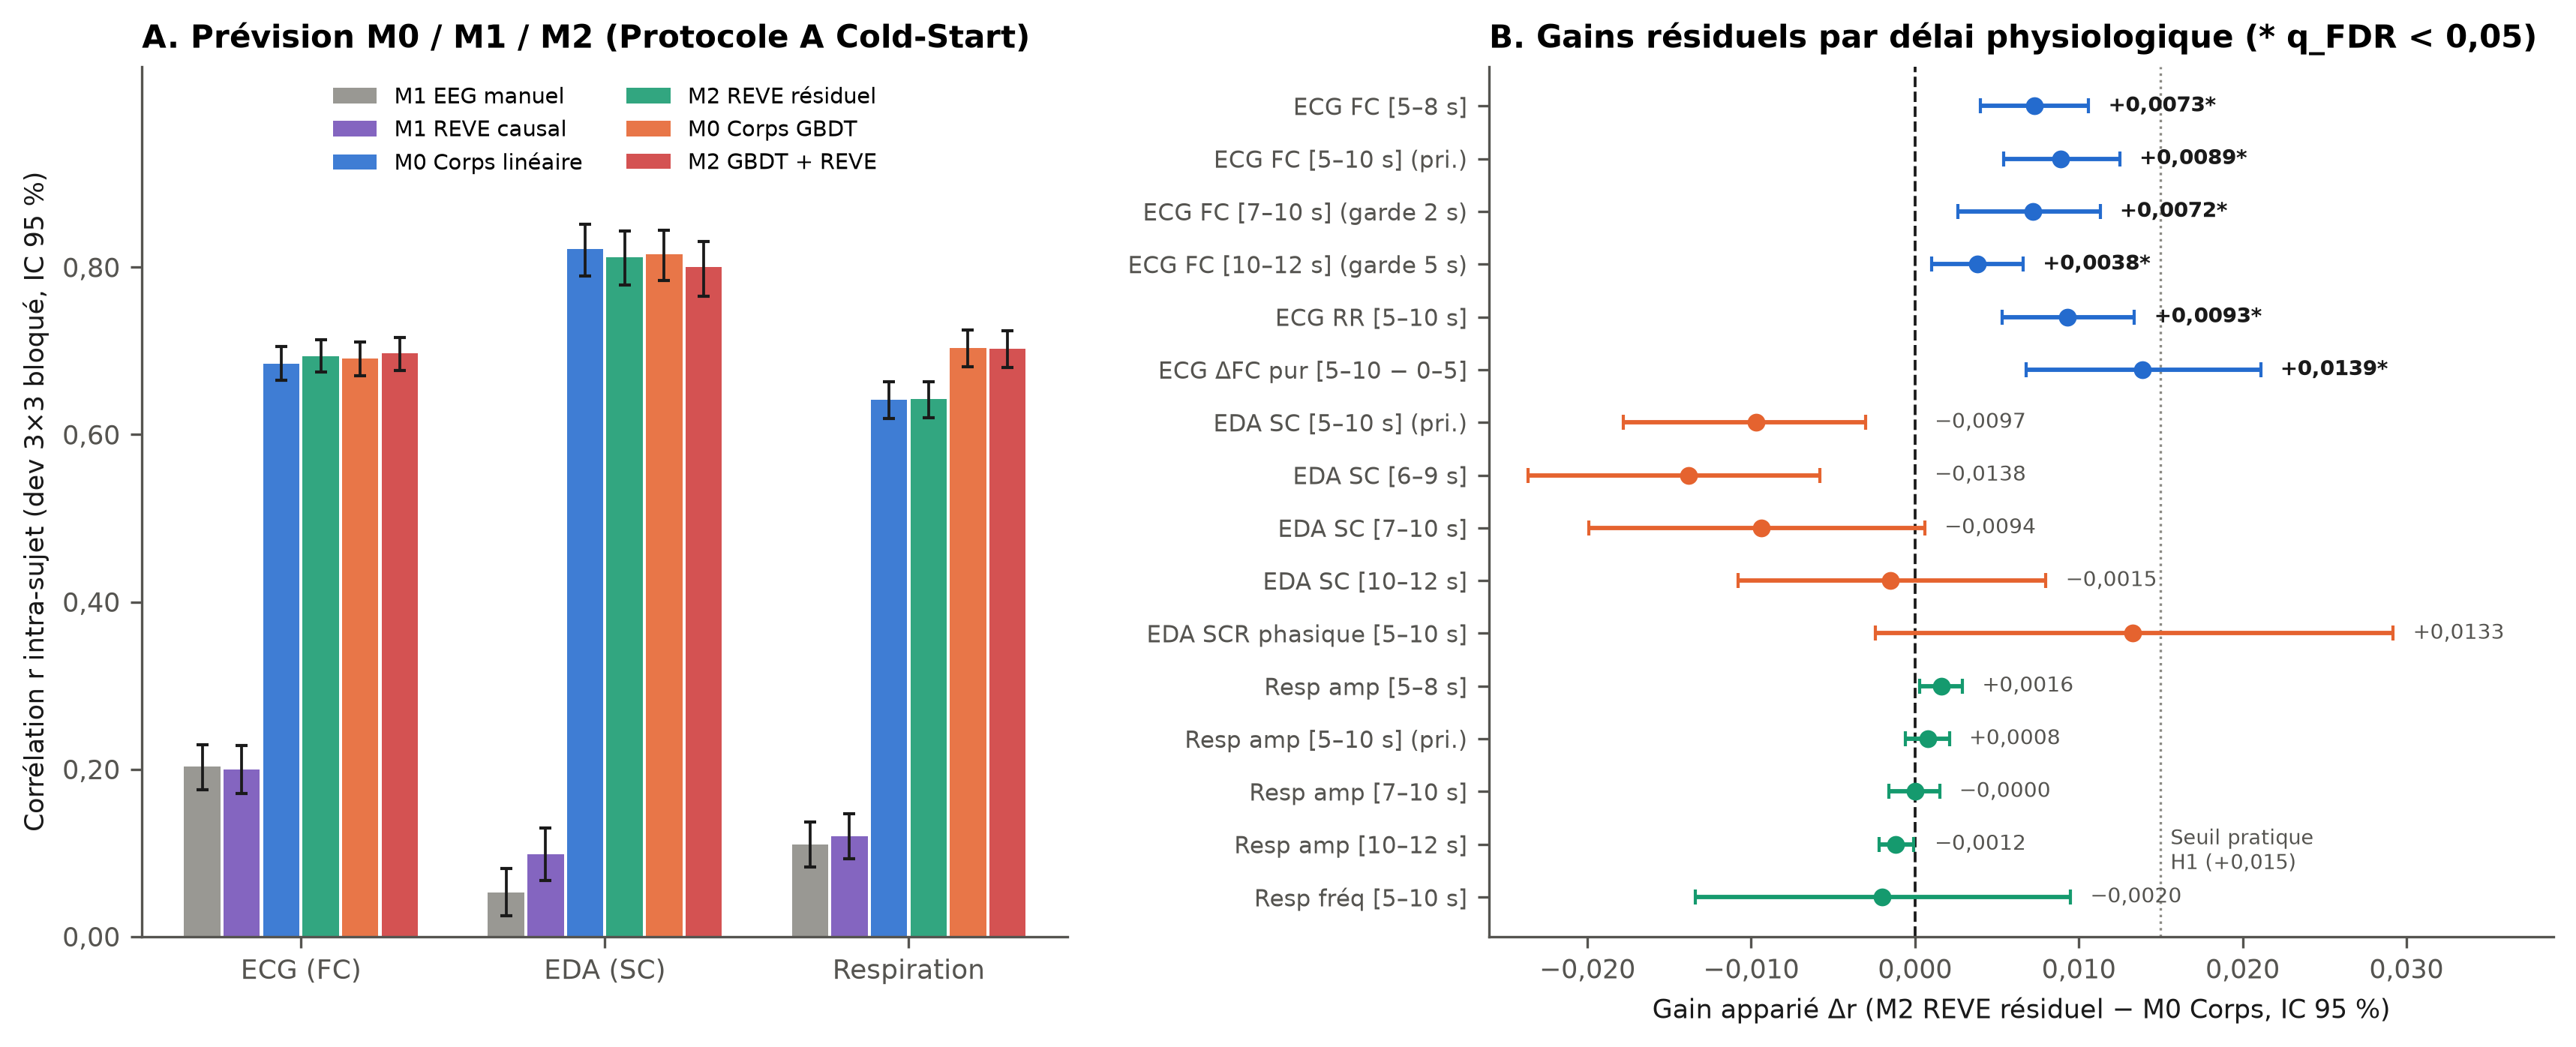 A. Prévision M0 / M1 / M2 (Protocole A Cold-Start)
Corrélation r intra-sujet (dev 3×3 bloqué, IC 95 %)
M1 EEG manuel
M1 REVE causal
M0 Corps linéaire
M2 REVE résiduel
M0 Corps GBDT
M2 GBDT + REVE
0,80
0,60
0,40
0,20
0,00
ECG (FC)
EDA (SC)
Respiration
B. Gains résiduels par délai physiologique (* q_FDR < 0,05)
ECG FC [5–8 s] +0,0073*
ECG FC [5–10 s] (pri.) +0,0089*
ECG FC [7–10 s] (garde 2 s) +0,0072*
ECG FC [10–12 s] (garde 5 s) +0,0038*
ECG RR [5–10 s] +0,0093*
ECG ΔFC pur [5–10 − 0–5] +0,0139*
EDA SC [5–10 s] (pri.) −0,0097
EDA SC [6–9 s] −0,0138
EDA SC [7–10 s] −0,0094
EDA SC [10–12 s] −0,0015
EDA SCR phasique [5–10 s] +0,0133
Resp amp [5–8 s] +0,0016
Resp amp [5–10 s] (pri.) +0,0008
Resp amp [7–10 s] −0,0000
Resp amp [10–12 s] −0,0012
Seuil pratique
H1 (+0,015)
Resp fréq [5–10 s] −0,0020
−0,020
−0,010
0,000
0,010
0,020
0,030
Gain apparié Δr (M2 REVE résiduel − M0 Corps, IC 95 %)